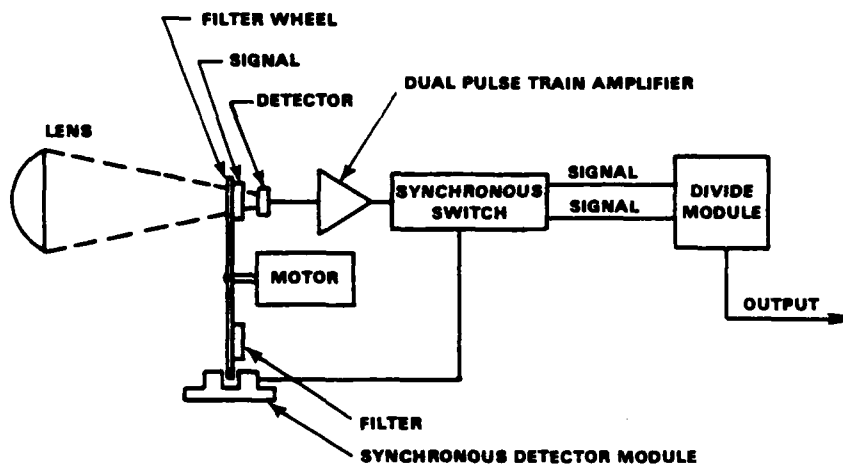 FILTER WHEEL
SIGNAL
DETECTOR
DUAL PULSE TRAIN AMPLIFIER
LENS
SYNCHRONOUS
SWITCH
SIGNAL
SIGNAL
DIVIDE
MODULE
MOTOR
OUTPUT
FILTER
SYNCHRONOUS DETECTOR MODULE